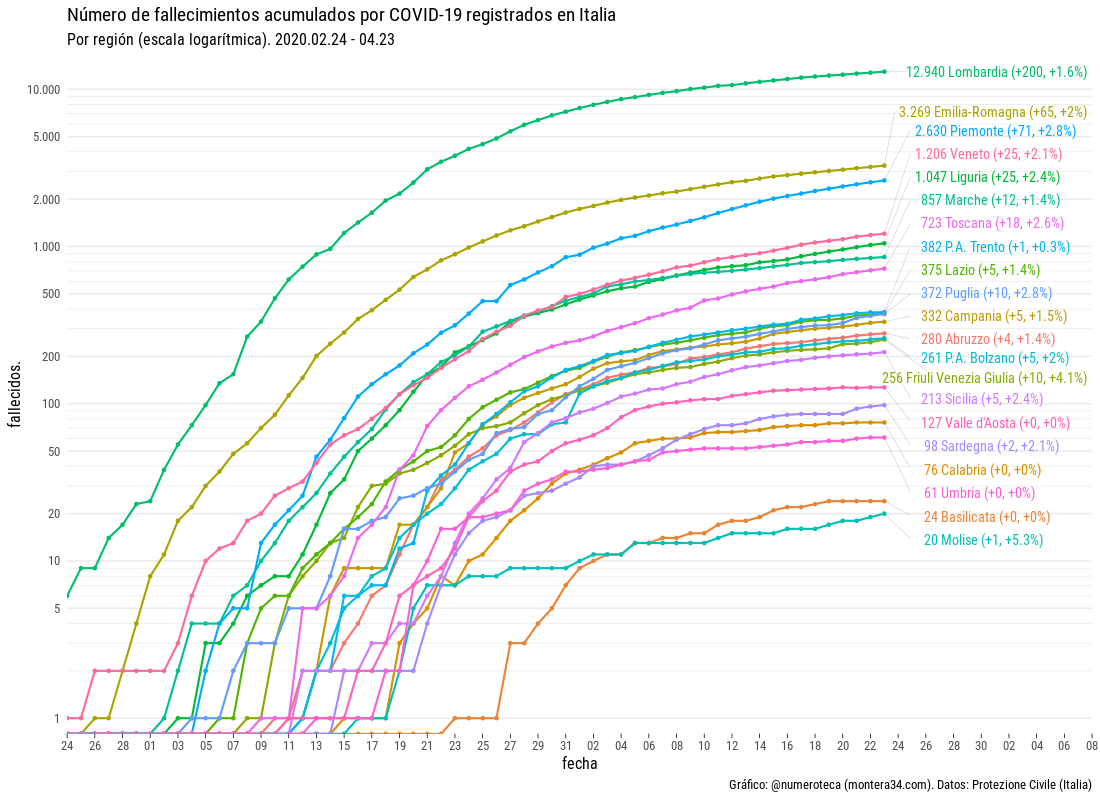 Número de fallecimientos acumulados por COVID-19 registrados en Italia
Por región (escala logarítmica). 2020.02.24 - 04.23
12.940 Lombardia (+200, +1.6%)
10.000
3.269 Emilia-Romagna (+65, +2%)
2.630 Piemonte (+71, +2.8%)
5.000
1.206 Veneto (+25, +2.1%)
1.047 Liguria (+25, +2.4%)
2.000
857 Marche (+12, +1.4%)
723 Toscana (+18, +2.6%)
1.000
382 P.A. Trento (+1, +0.3%)
375 Lazio (+5, +1.4%)
500
372 Puglia (+10, +2.8%)
332 Campania (+5, +1.5%)
280 Abruzzo (+4, +1.4%)
200
261 P.A. Bolzano (+5, +2%)
256 Friuli Venezia Giulia (+10, +4.1%)
213 Sicilia (+5, +2.4%)
100
127 Valle d'Aosta (+0, +0%)
98 Sardegna (+2, +2.1%)
50
76 Calabria (+0, +0%)
61 Umbria (+0, +0%)
20
24 Basilicata (+0, +0%)
20 Molise (+1, +5.3%)
10
5
1
fallecidos.
24 26 28 01 03 05 07 09 11 13 15 17 19 21 23 25 27 29 31 02 04 06 08 10 12 14 16 18 20 22 24 26 28 30 02 04 06 08
fecha
Gráfico: @numeroteca (montera34.com). Datos: Protezione Civile (Italia)